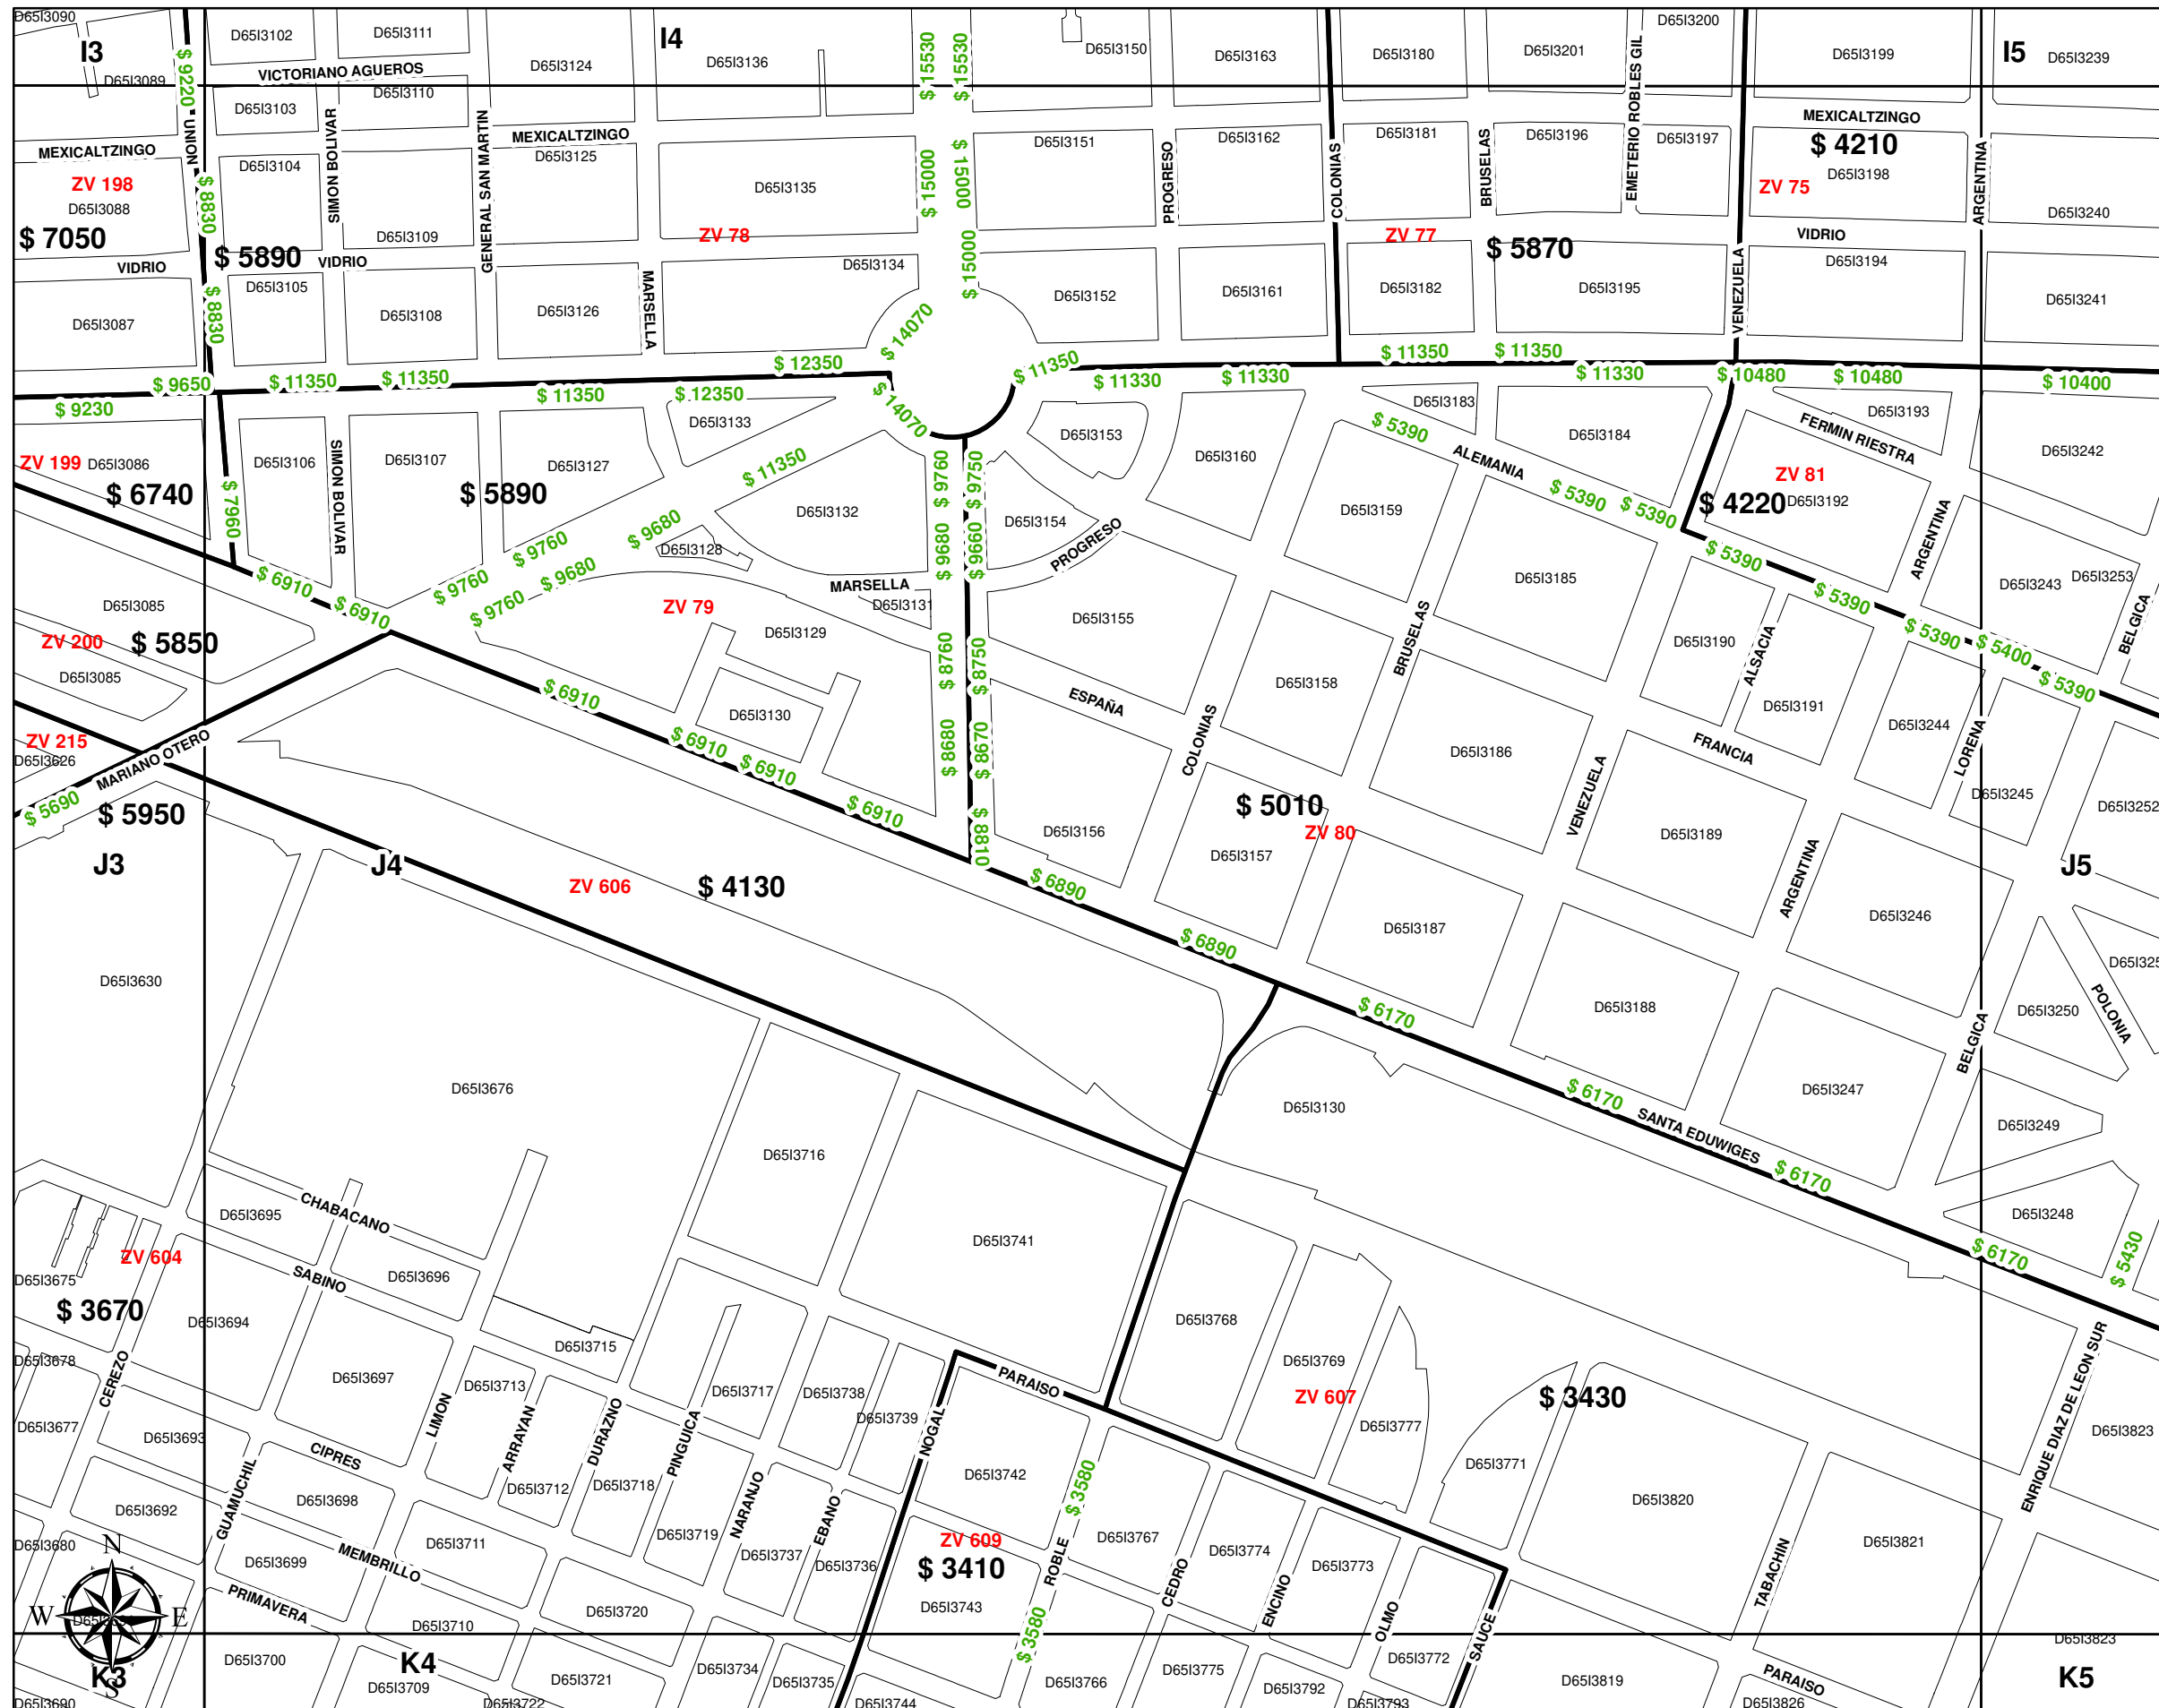 D65I3090
I3
D65I3102
D65I3111
I4
D65I3124
D65I3136
$ 15530
$ 15530
D65I3150
D65I3163
D65I3180
D65I3201
D65I3200
EMETERIO ROBLES GIL
D65I3199
I5
D65I3239
D65I3089
$ 9220
VICTORIANO AGUEROS
D65I3110
D65I3103
UNION
SIMON BOLIVAR
GENERAL SAN MARTIN
MEXICALTZINGO
MEXICALTZINGO
MEXICALTZINGO
D65I3104
D65I3125
D65I3135
$ 15000
$ 15000
D65I3151
PROGRESO
D65I3162
COLONIAS
D65I3181
BRUSELAS
D65I3196
D65I3197
$ 4210
D65I3198
ZV 75
ARGENTINA
ZV 198
D65I3088
$ 7050
$ 8830
D65I3109
ZV 78
ZV 77
$ 5870
VIDRIO
D65I3240
VIDRIO
$ 5890
VIDRIO
D65I3134
$ 15000
D65I3194
VENEZUELA
D65I3087
$ 8830
D65I3105
D65I3108
D65I3126
MARSELLA
D65I3152
D65I3161
D65I3182
D65I3195
D65I3241
$ 14070
$ 12350
$ 11350
$ 11350
$ 11350
$ 9650
$ 11350
$ 11350
$ 11330
$ 11330
$ 11330
$ 10480
$ 10480
$ 10400
$ 9230
$ 11350
$ 12350
$ 14070
D65I3133
D65I3153
D65I3183
$ 5390
D65I3184
D65I3193
FERMIN RIESTRA
ZV 199
D65I3086
$ 6740
$ 7960
D65I3106
SIMON BOLIVAR
D65I3107
D65I3127
$ 5890
$ 11350
$ 9760
$ 9750
D65I3160
ALEMANIA
$ 5390
$ 5390
ZV 81
$ 4220
D65I3192
D65I3242
D65I3132
D65I3154
D65I3159
$ 9760
$ 9680
D65I3128
$ 9680
$ 9660
PROGRESO
$ 5390
ARGENTINA
$ 6910
$ 6910
$ 9760
$ 9680
$ 9760
MARSELLA
D65I3131
D65I3185
$ 5390
D65I3243
D65I3253
BELGICA
D65I3085
ZV 200
$ 5850
D65I3085
ZV 79
D65I3129
D65I3155
BRUSELAS
D65I3190
ALSACIA
$ 5390
$ 5400
$ 5390
$ 8760
$ 8750
$ 6910
D65I3130
ESPAÑA
D65I3158
D65I3191
D65I3244
LORENA
ZV 215
D65I3626
MARIANO OTERO
$ 6910
$ 6910
$ 8680
$ 8670
COLONIAS
D65I3186
FRANCIA
$ 5690
$ 5950
$ 6910
$ 8810
D65I3156
$ 5010
ZV 80
D65I3157
VENEZUELA
D65I3189
D65I3245
D65I3252
J3
J4
ZV 606
$ 4130
$ 6890
ARGENTINA
J5
$ 6890
D65I3187
D65I3246
D65I3630
$ 6170
D65I3188
D65I3250
POLONIA
BELGICA
D65I3676
D65I3130
$ 6170
D65I3247
SANTA EDUWIGES
D65I3249
D65I3716
$ 6170
D65I3695
CHABACANO
D65I3741
D65I3248
$ 6170
$ 5430
ZV 604
D65I3675
SABINO
D65I3696
$ 3670
D65I3694
D65I3768
D65I3715
D65I3678
CEREZO
D65I3697
D65I3713
D65I3717
D65I3738
PARAISO
D65I3769
ZV 607
$ 3430
ENRIQUE DIAZ DE LEON SUR
D65I3677
D65I3693
LIMON
ARRAYAN
DURAZNO
PINGUICA
D65I3739
NOGAL
D65I3777
D65I3823
CIPRES
GUAMUCHIL
D65I3742
$ 3580
D65I3771
D65I3692
D65I3698
D65I3712
D65I3718
NARANJO
EBANO
D65I3820
D65I3680
N
D65I3699
MEMBRILLO
D65I3711
D65I3719
D65I3737
D65I3736
ZV 609
$ 3410
ROBLE
D65I3767
CEDRO
D65I3774
D65I3773
D65I3821
TABACHIN
W
E
PRIMAVERA
D65I3710
D65I3720
D65I3743
$ 3580
ENCINO
OLMO
SAUCE
D65I3823
K3
S
D65I3700
K4
D65I3709
D65I3721
D65I3734
D65I3735
D65I3766
D65I3775
D65I3772
D65I3819
PARAISO
K5
D65I3690
D65I3722
D65I3744
D65I3792
D65I3793
D65I3826